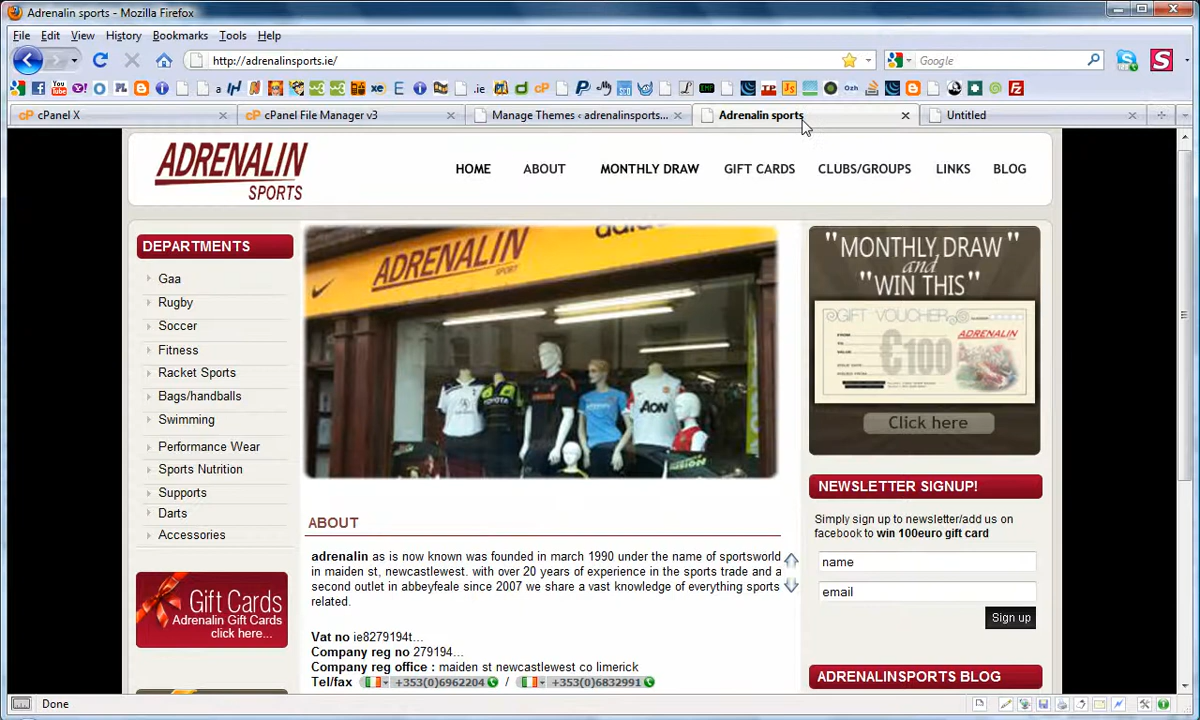 Adrenalin sports - Mozilla Firefox
File Edit View History Bookmarks Tools Help
http://adrenalinsports.ie/
Google
cPanel X
cPanel File Manager v3
Manage Themes ‹ adrenalinsports...
Adrenalin sports
Untitled
ADRENALIN
SPORTS
HOME ABOUT MONTHLY DRAW GIFT CARDS CLUBS/GROUPS LINKS BLOG
DEPARTMENTS
Gaa
Rugby
Soccer
Fitness
Racket Sports
Bags/handballs
Swimming
Performance Wear
Sports Nutrition
Supports
Darts
Accessories
Gift Cards
Adrenalin Gift Cards
click here...
ADRENALIN
SPORT
TOYOTA
AON
ABOUT
adrenalin as is now known was founded in march 1990 under the name of sportsworld
in maiden st, newcastlewest. with over 20 years of experience in the sports trade and a
second outlet in abbeyfeale since 2007 we share a vast knowledge of everything sports
related.
Vat no ie8279194t...
Company reg no 279194...
Company reg office : maiden st newcastlewest co limerick
Tel/fax +353(0)6962204 / +353(0)6832991
"MONTHLY DRAW"
and
"WIN THIS"
GIFT VOUCHER
ADRENALIN
€100
Click here
NEWSLETTER SIGNUP!
Simply sign up to newsletter/add us on
facebook to win 100euro gift card
name
email
Sign up
ADRENALINSPORTS BLOG
Done